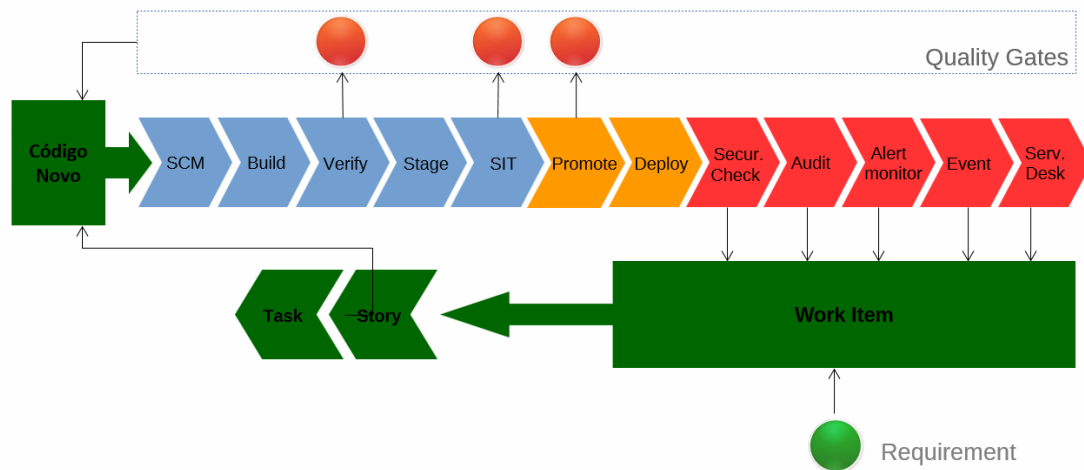 Quality Gates
Código
Novo
SCM
Build
Verify
Stage
SIT
Promote
Deploy
Secur.
Check
Audit
Alert
monitor
Event
Serv.
Desk
Task
Story
Work Item
Requirement